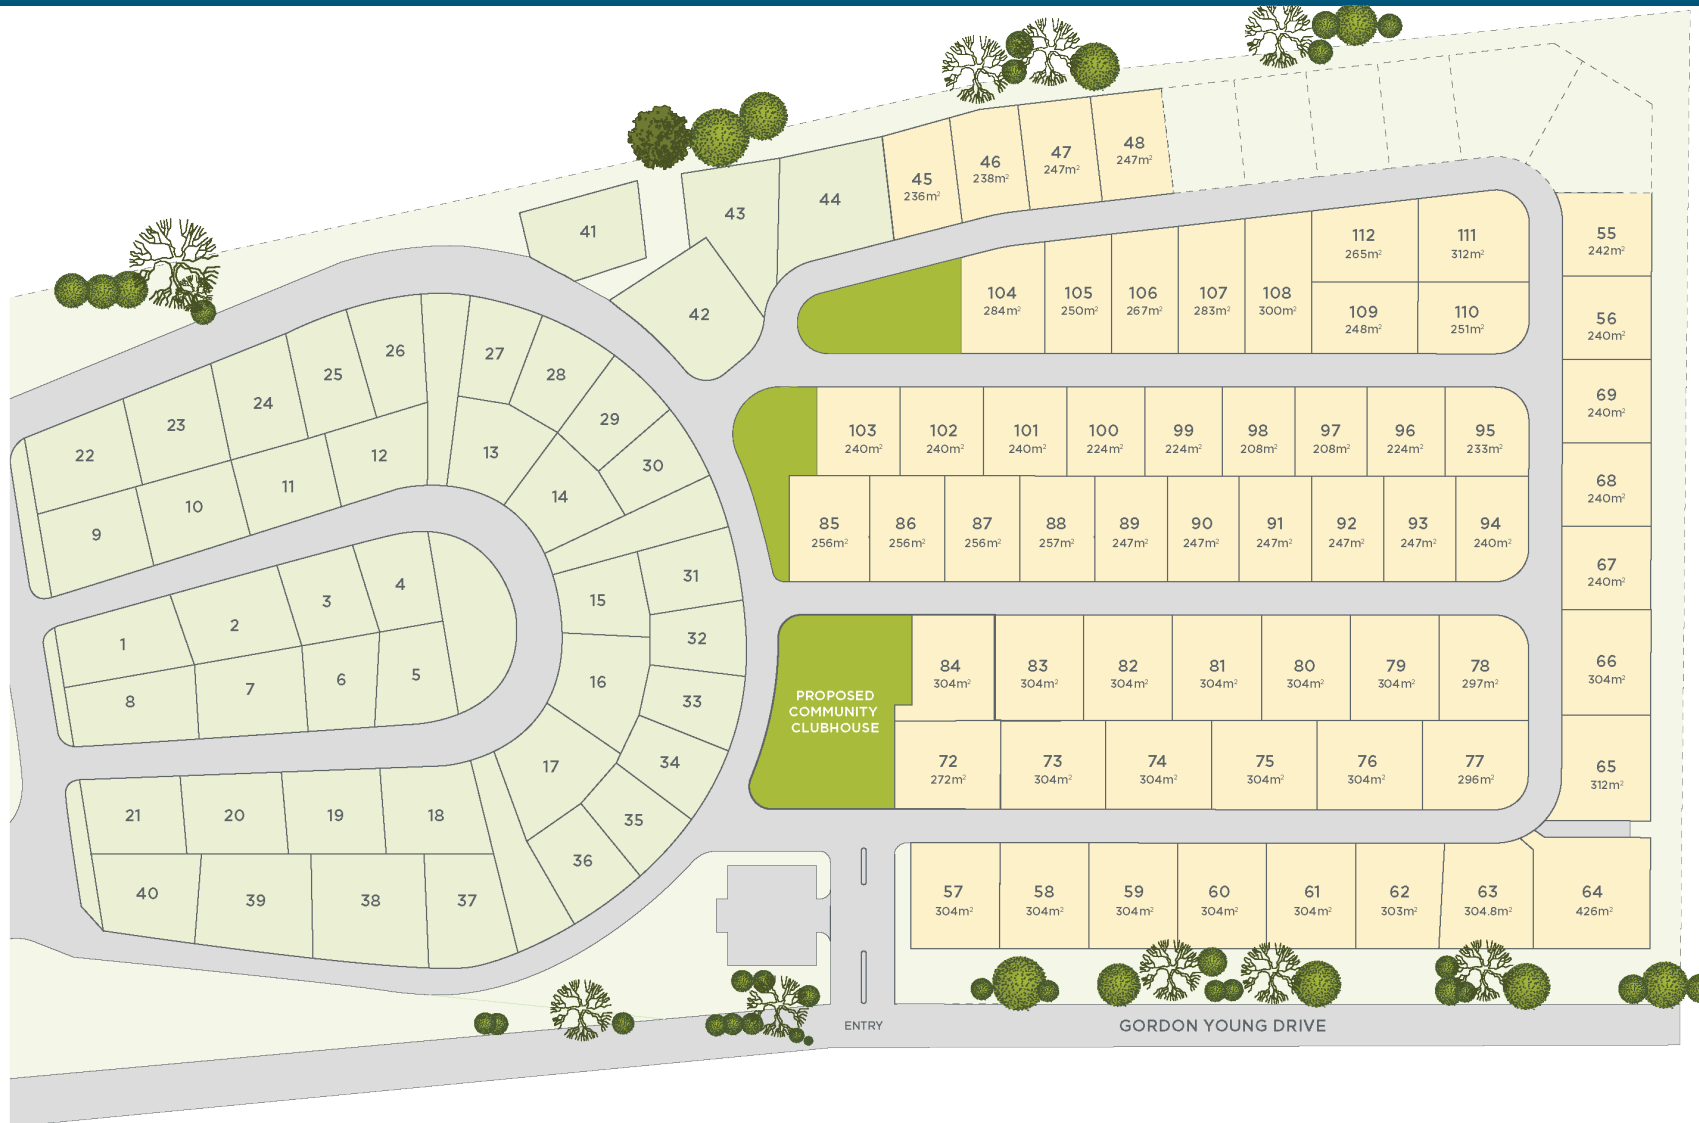 45
236m²
46
238m²
47
247m²
48
247m²
41
43
44
42
55
242m²
112
265m²
111
312m²
104
284m²
105
250m²
106
267m²
107
283m²
108
300m²
109
248m²
110
251m²
56
240m²
22
23
24
25
26
27
28
29
30
9
10
11
12
13
14
69
240m²
103
240m²
102
240m²
101
240m²
100
224m²
99
224m²
98
208m²
97
208m²
96
224m²
95
233m²
68
240m²
85
256m²
86
256m²
87
256m²
88
257m²
89
247m²
90
247m²
91
247m²
92
247m²
93
247m²
94
240m²
67
240m²
1
2
3
4
8
7
6
5
15
31
32
16
33
17
34
35
36
PROPOSED
COMMUNITY
CLUBHOUSE
84
304m²
83
304m²
82
304m²
81
304m²
80
304m²
79
304m²
78
297m²
66
304m²
72
272m²
73
304m²
74
304m²
75
304m²
76
304m²
77
296m²
65
312m²
21
20
19
18
40
39
38
37
57
304m²
58
304m²
59
304m²
60
304m²
61
304m²
62
303m²
63
304.8m²
64
426m²
ENTRY
GORDON YOUNG DRIVE